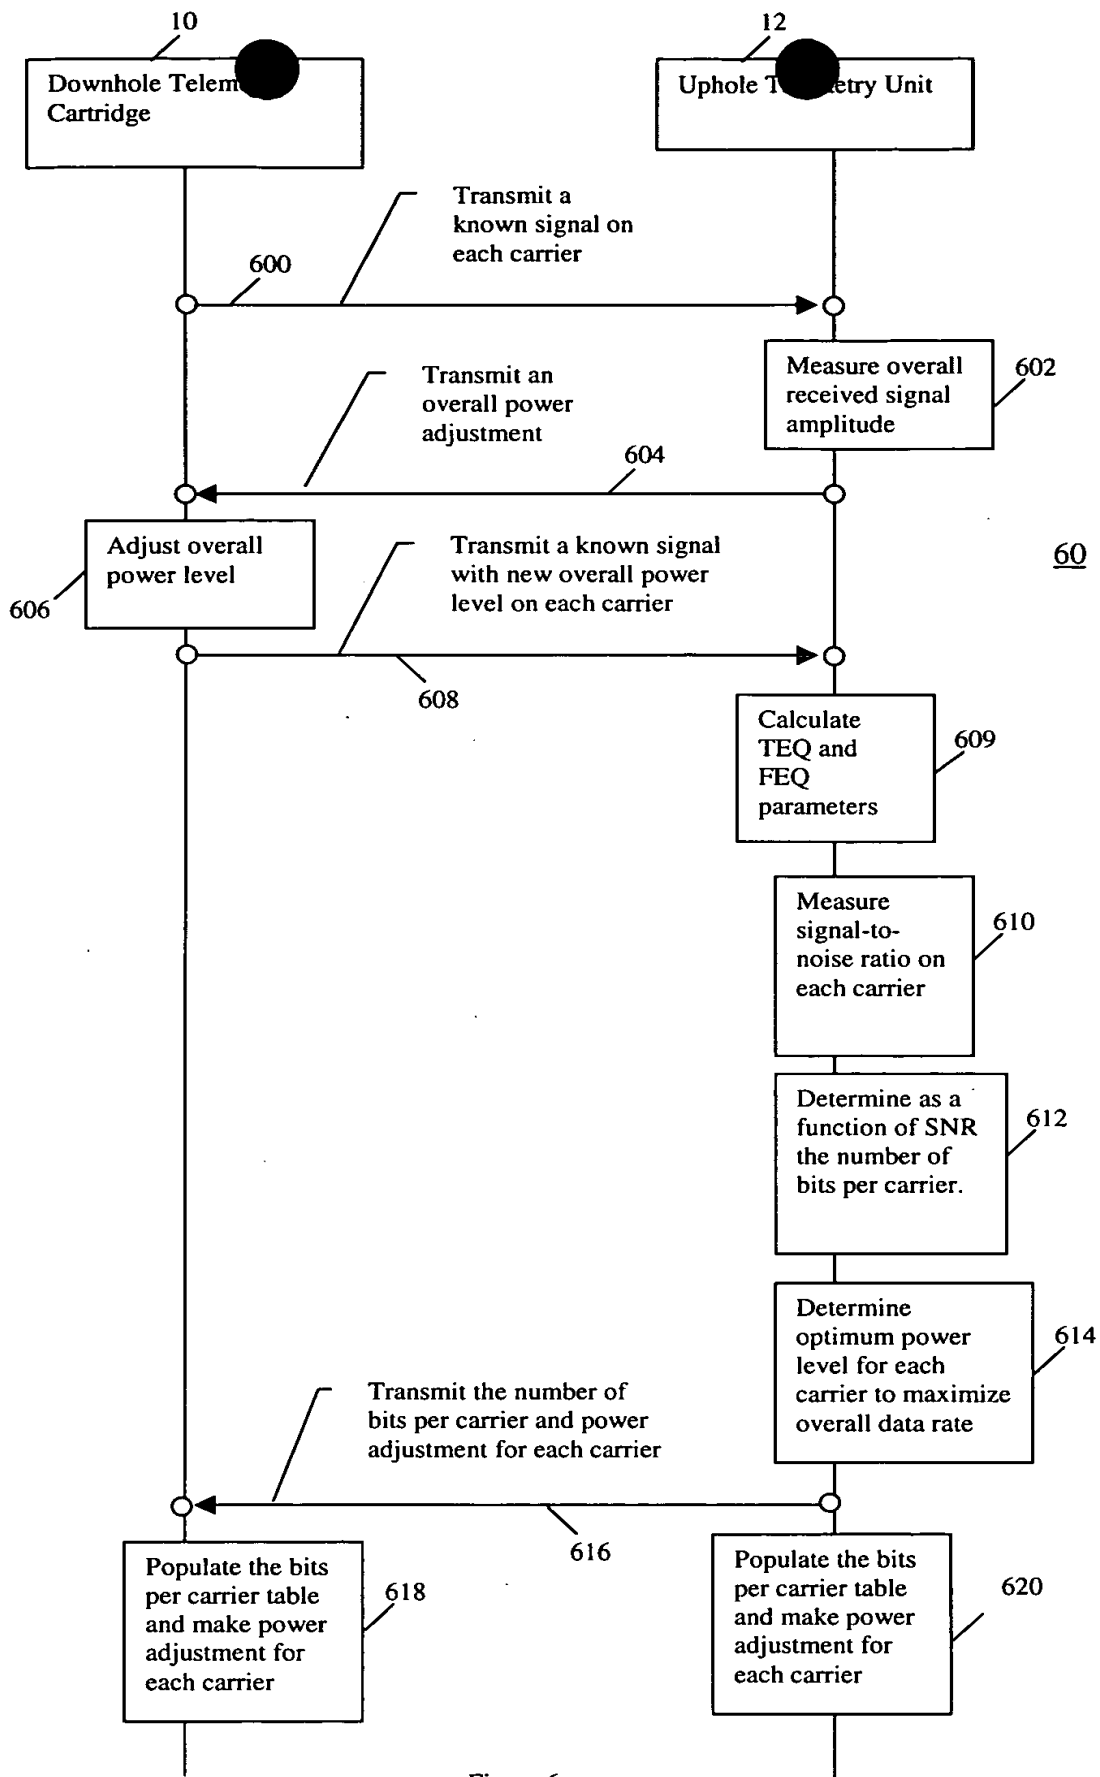 10
12
Downhole
Cartridge
Uphole Unit
Transmit a
known signal on
each carrier
600
Measure overall
received signal
amplitude
602
Transmit an
overall power
adjustment
604
Adjust overall
power level
606
Transmit a known signal
with new overall power
level on each carrier
60
608
Calculate
TEQ and
FEQ
parameters
609
Measure
signal-to-
noise ratio on
each carrier
610
Determine as a
function of SNR
the number of
bits per carrier.
612
Determine
optimum power
level for each
carrier to maximize
overall data rate
614
Transmit the number of
bits per carrier and power
adjustment for each carrier
616
Populate the bits
per carrier table
and make power
adjustment for
each carrier
618
Populate the bits
per carrier table
and make power
adjustment for
each carrier
620